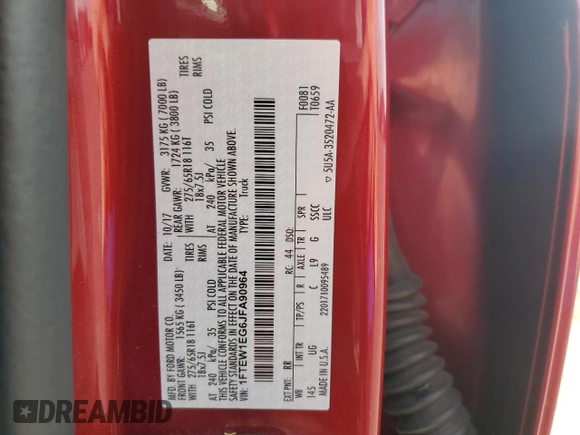 MFD. BY FORD MOTOR CO.
DATE: 10/17 GVWR: 3175 KG (7000 LB)
FRONT GAWR: 1565 KG (3450 LB) REAR GAWR: 1724 KG (3800 LB)
275/65R18 116T TIRES WITH 275/65R18 116T TIRES
18x7.5J RIMS 18x7.5J RIMS
AT 240 kPa/ 35 PSI COLD AT 240 kPa/ 35 PSI COLD
THIS VEHICLE CONFORMS TO ALL APPLICABLE FEDERAL MOTOR VEHICLE
SAFETY STANDARDS IN EFFECT ON THE DATE OF MANUFACTURE SHOWN ABOVE.
VIN: 1FTEW1EG6JFA90964 TYPE: Truck
F0081
T0659
EXT PNT: RR RC: 44 DSO:
WB INT TR TP/PS R AXLE TR SPR
145 UG C L9 G SSCC
ULC
MADE IN U.S.A. 2201710095489
▽ 5U5A-3520472-AA
AUTOBIDMASTER